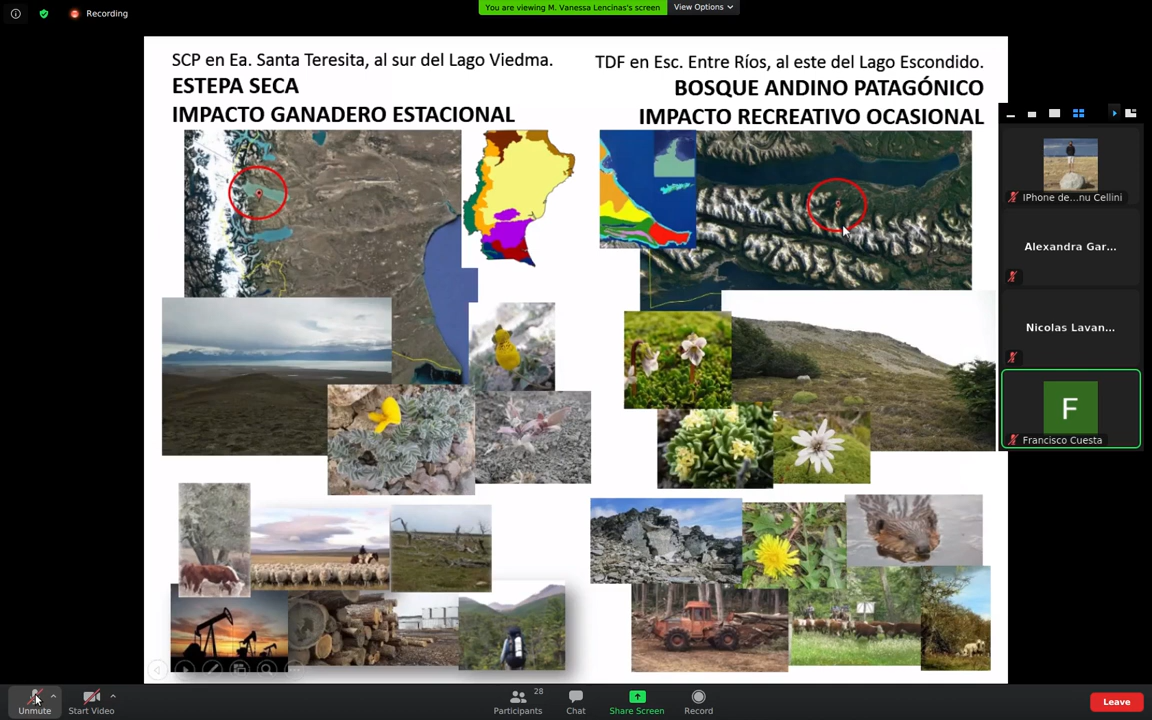 Recording
You are viewing M. Vanessa Lencinas's screen
View Options
SCP en Ea. Santa Teresita, al sur del Lago Viedma.
ESTEPA SECA
IMPACTO GANADERO ESTACIONAL
TDF en Esc. Entre Ríos, al este del Lago Escondido.
BOSQUE ANDINO PATAGÓNICO
IMPACTO RECREATIVO OCASIONAL
IPhone de...nu Cellini
Alexandra Gar...
Nicolas Lavan...
F
Francisco Cuesta
Unmute
Start Video
Participants
28
Chat
Share Screen
Record
Leave